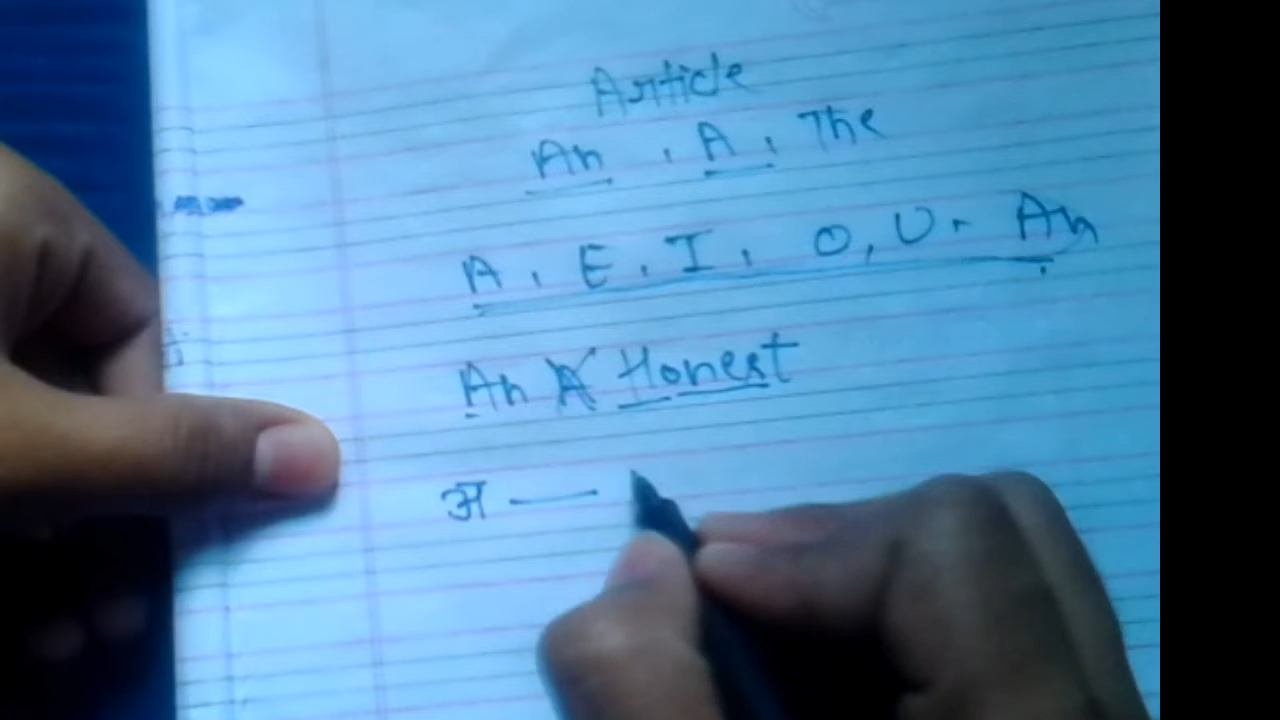 Article
An , A , The
A , E , I , O , U - An
An A Honest
अ —